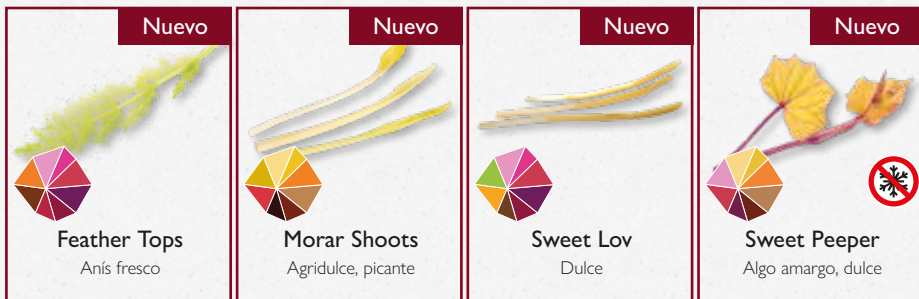 Nuevo
Feather Tops
Anís fresco
Nuevo
Morar Shoots
Agridulce, picante
Nuevo
Sweet Lov
Dulce
Nuevo
Sweet Peeper
Algo amargo, dulce